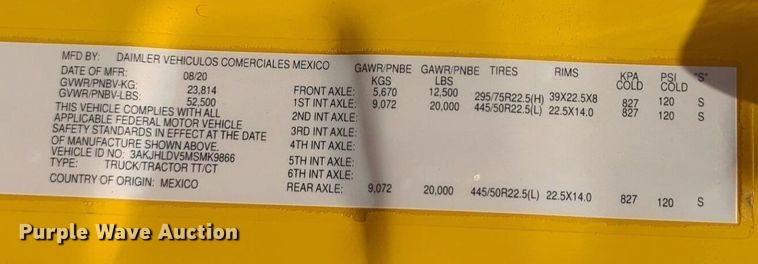 MFD BY: DAIMLER VEHICULOS COMERCIALES MEXICO
DATE OF MFR: 08/20
GVWR/PNBV-KG: 23,814
GVWR/PNBV-LBS: 52,500
THIS VEHICLE COMPLIES WITH ALL
APPLICABLE FEDERAL MOTOR VEHICLE
SAFETY STANDARDS IN EFFECT AT THE DATE
OF MANUFACTURE SHOWN ABOVE.
VEHICLE ID NO: 3AKJHLDV5MSMK9866
TYPE: TRUCK/TRACTOR TT/CT
COUNTRY OF ORIGIN: MEXICO
GAWR/PNBE KGS GAWR/PNBE LBS TIRES RIMS KPA COLD PSI COLD "S"
FRONT AXLE: 5,670 12,500 295/75R22.5(H) 39X22.5X8 827 120 S
1ST INT AXLE: 9,072 20,000 445/50R22.5(L) 22.5X14.0 827 120 S
2ND INT AXLE:
3RD INT AXLE:
4TH INT AXLE:
5TH INT AXLE:
6TH INT AXLE:
REAR AXLE: 9,072 20,000 445/50R22.5(L) 22.5X14.0 827 120 S
Purple Wave Auction